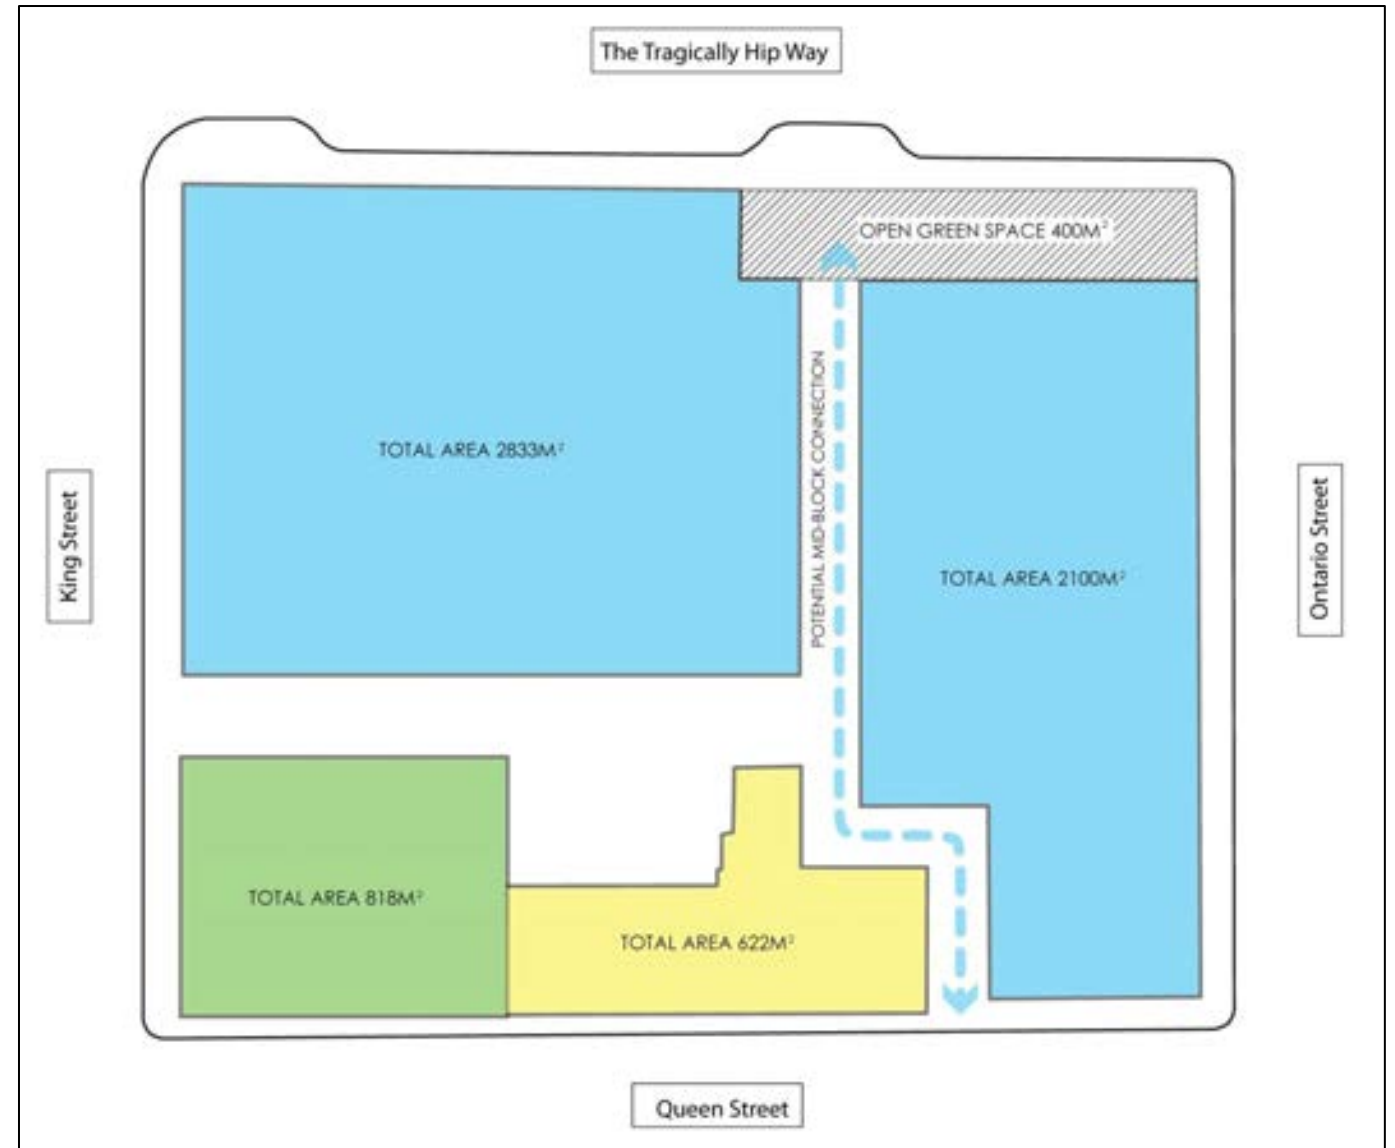 The Tragically Hip Way
OPEN GREEN SPACE 400M²
POTENTIAL MID-BLOCK CONNECTION
TOTAL AREA 2833M²
King Street
Ontario Street
TOTAL AREA 2100M²
TOTAL AREA 818M²
TOTAL AREA 622M²
Queen Street